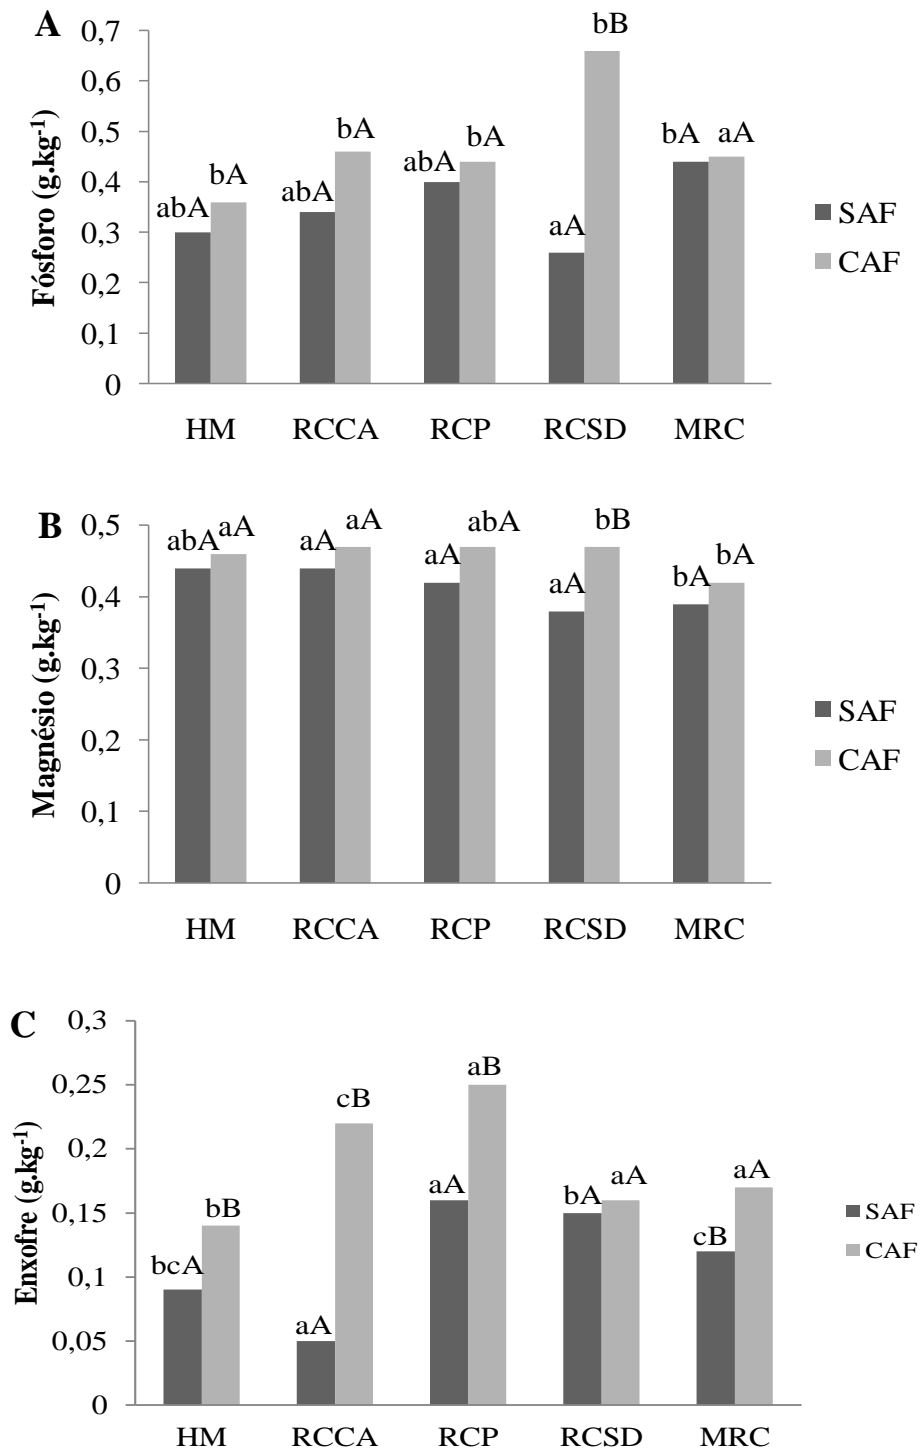 A
Fósforo (g.kg-1)
0,7
0,6
0,5
0,4
0,3
0,2
0,1
0
abA bA abA bA abA bA aA bB bA aA
HM RCCA RCP RCSD MRC
SAF
CAF
B
Magnésio (g.kg-1)
0,5
0,4
0,3
0,2
0,1
0
abA aA aA aA aA abA aA bB bA bA
HM RCCA RCP RCSD MRC
SAF
CAF
C
Enxofre (g.kg-1)
0,3
0,25
0,2
0,15
0,1
0,05
0
bcA bB aA cB aA aB bA aA cB aA
HM RCCA RCP RCSD MRC
SAF
CAF